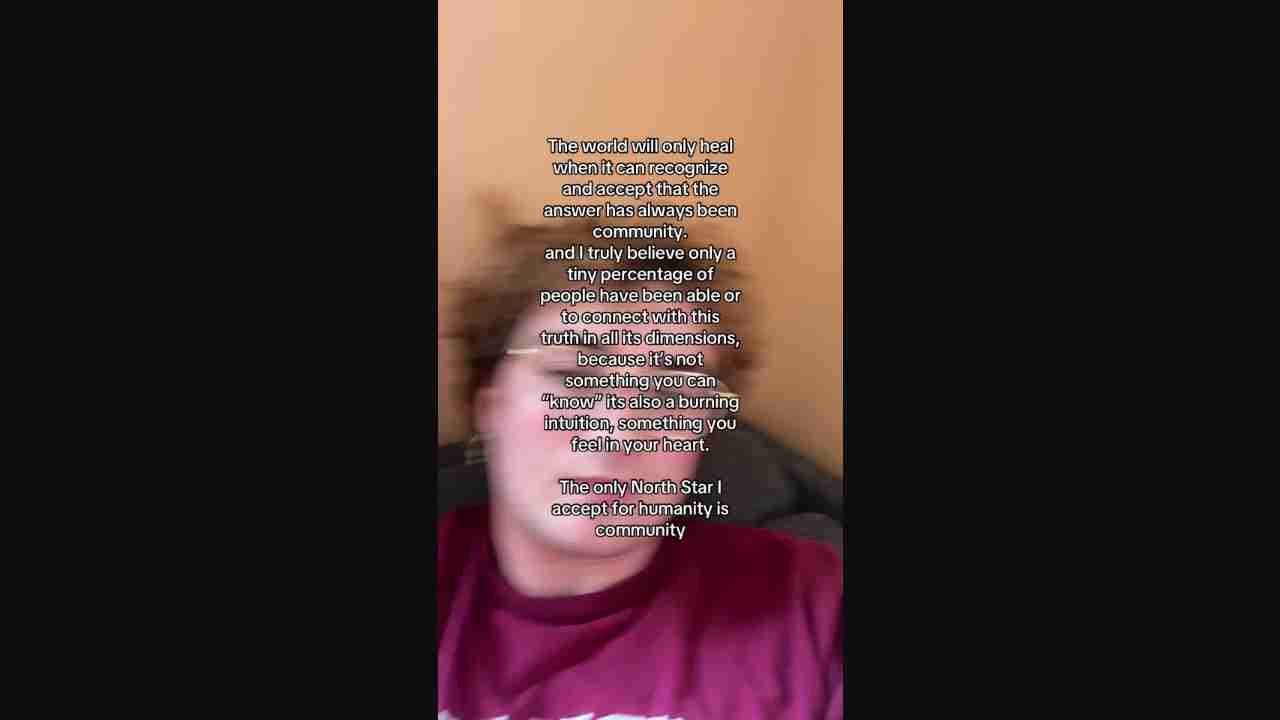 The world will only heal
when it can recognize
and accept that the
answer has always been
community.
and I truly believe only a
tiny percentage of
people have been able or
to connect with this
truth in all its dimensions,
because it's not
something you can
“know” its also a burning
intuition, something you
feel in your heart.
The only North Star I
accept for humanity is
community